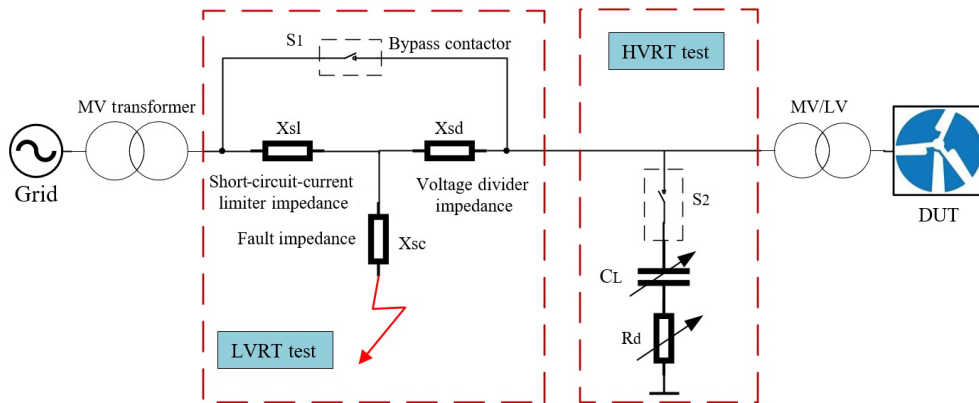 S1
Bypass contactor
HVRT test
MV transformer
MV/LV
Xsl
Xsd
Grid
Short-circuit-current
limiter impedance
Voltage divider
impedance
S2
DUT
Fault impedance
Xsc
CL
Rd
LVRT test